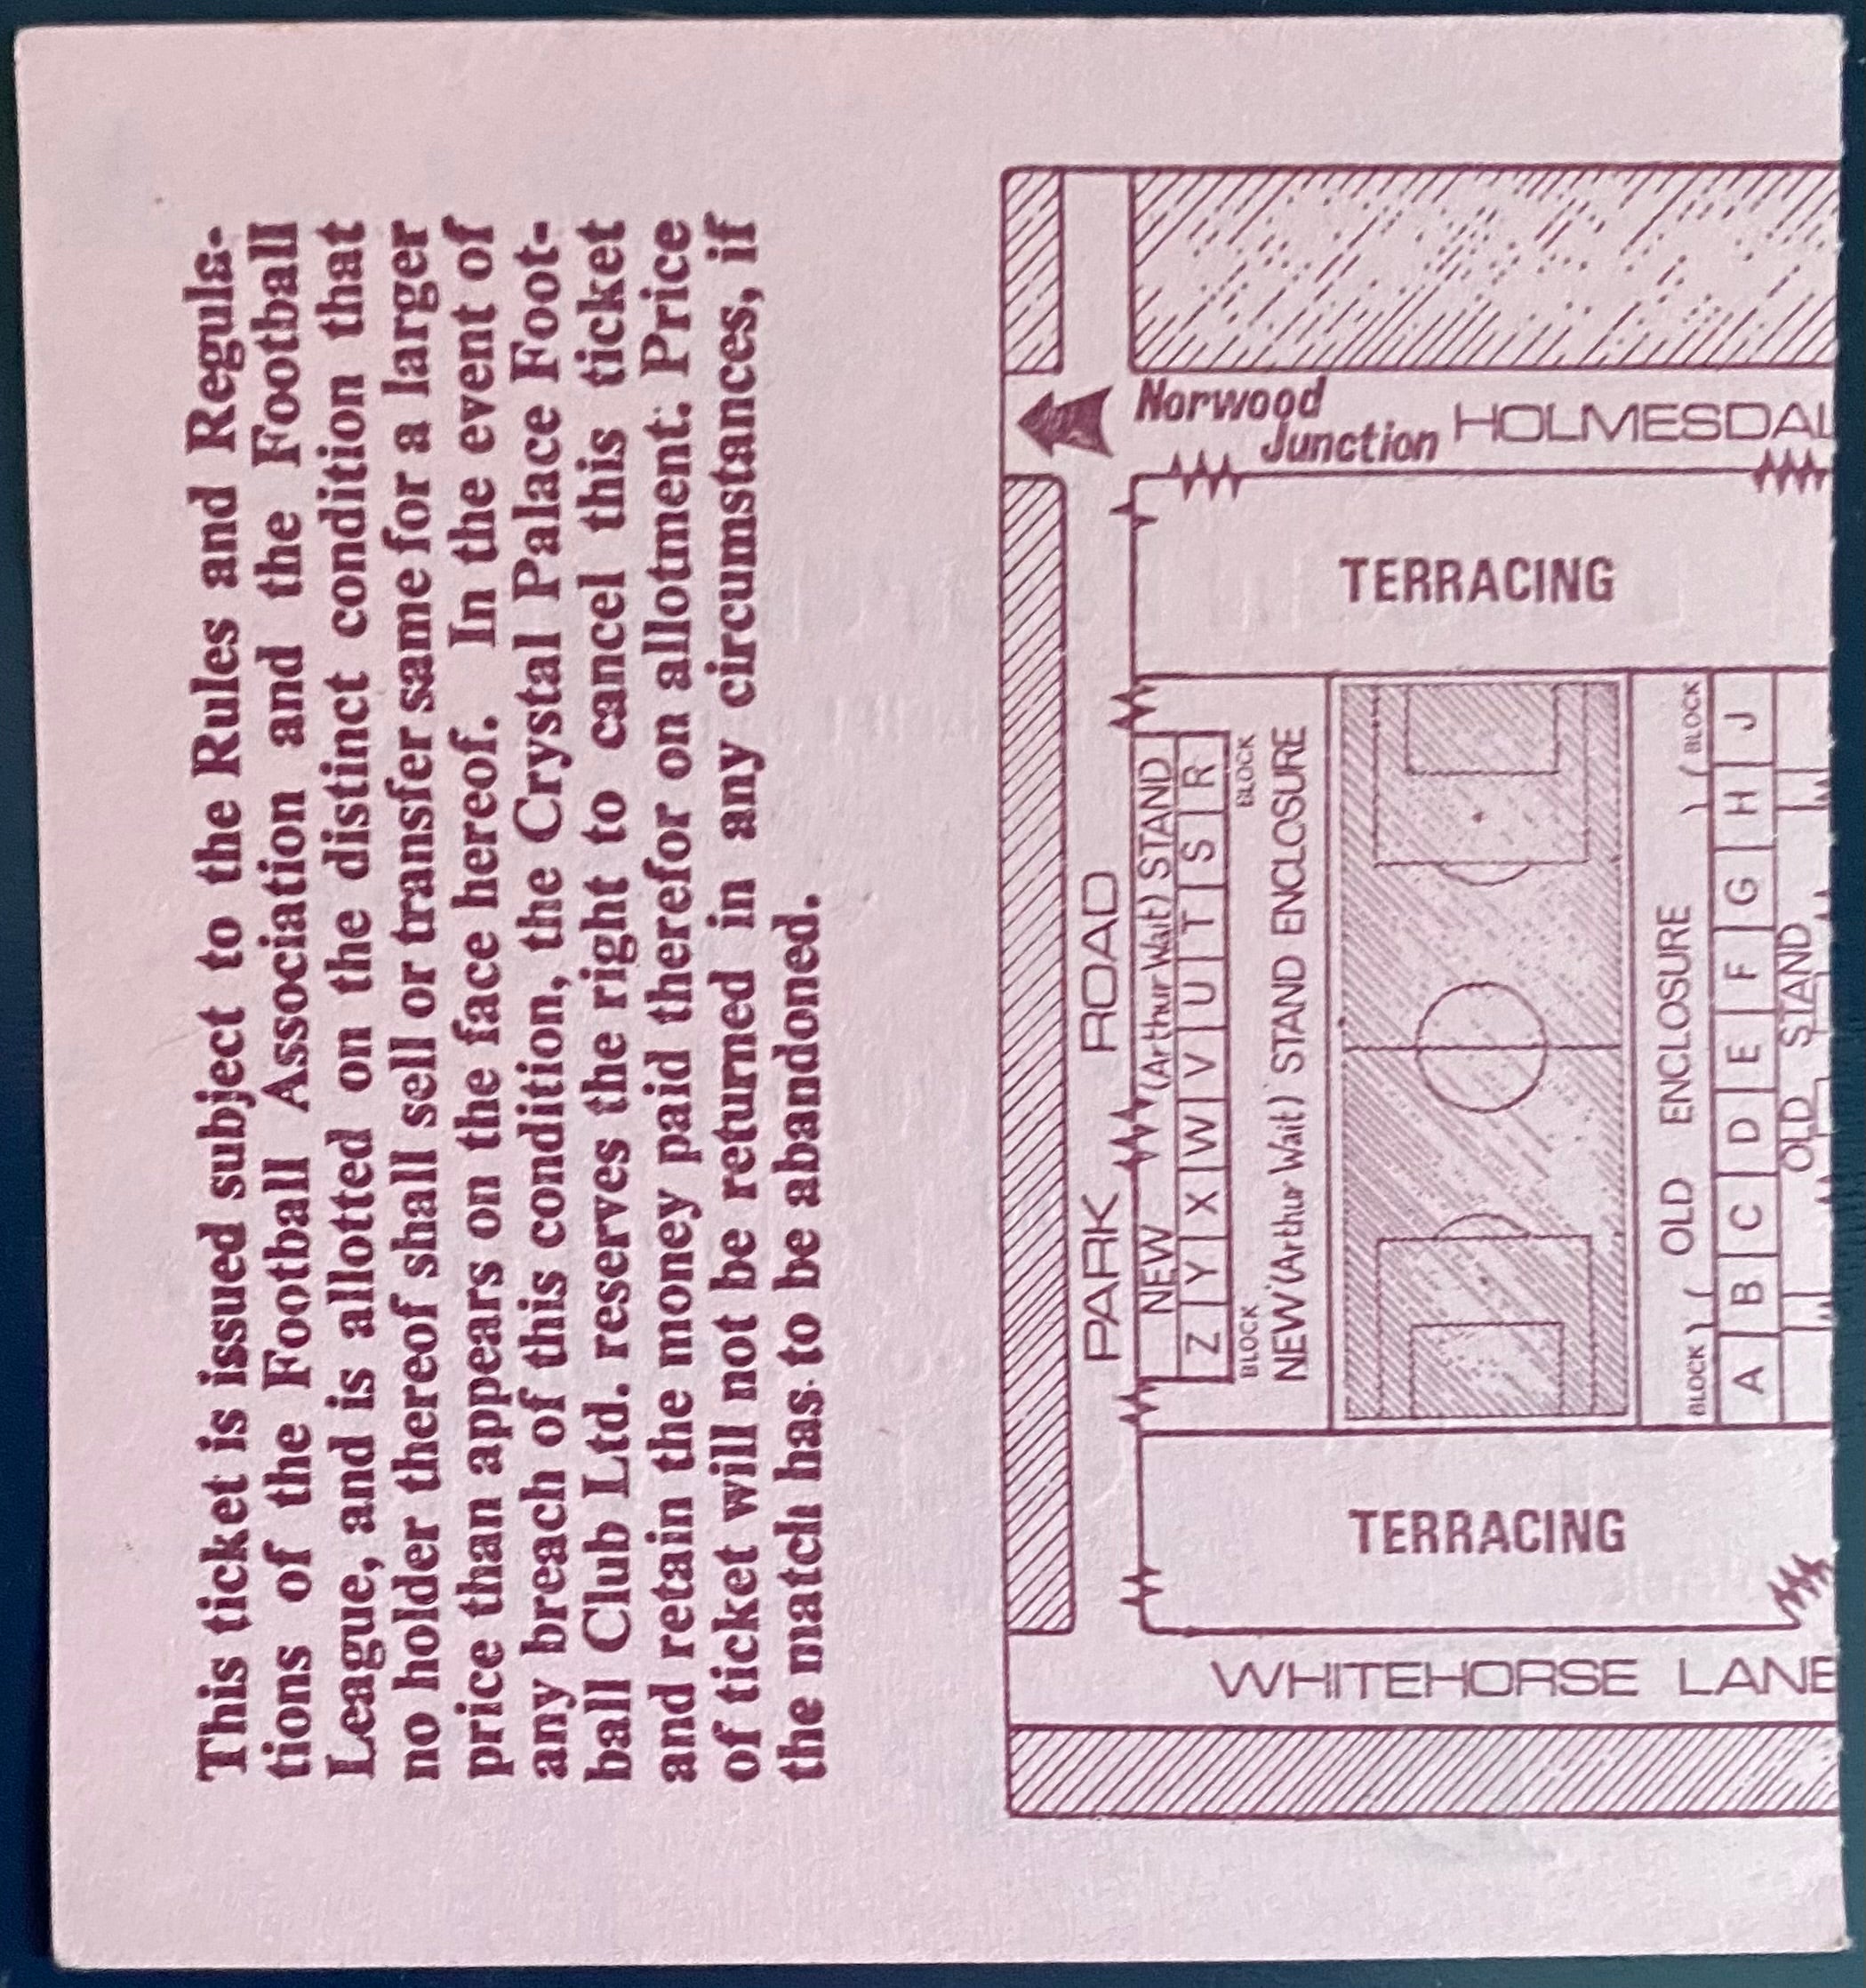 This ticket is issued subject to the Rules and Regula-
tions of the Football Association and the Football
League, and is allotted on the distinct condition that
no holder thereof shall sell or transfer same for a larger
price than appears on the face hereof. In the event of
any breach of this condition, the Crystal Palace Foot-
ball Club Ltd. reserves the right to cancel this ticket
and retain the money paid therefor on allotment. Price
of ticket will not be returned in any circumstances, if
the match has to be abandoned.
PARK ROAD
NEW (Arthur Wait) STAND
Z Y X W V U T S R
BLOCK BLOCK
NEW (Arthur Wait) STAND ENCLOSURE
Norwood
Junction
HOLMESDAL
TERRACING
TERRACING
OLD ENCLOSURE
BLOCK BLOCK
A B C D E F G H J
OLD STAND
WHITEHORSE LANE